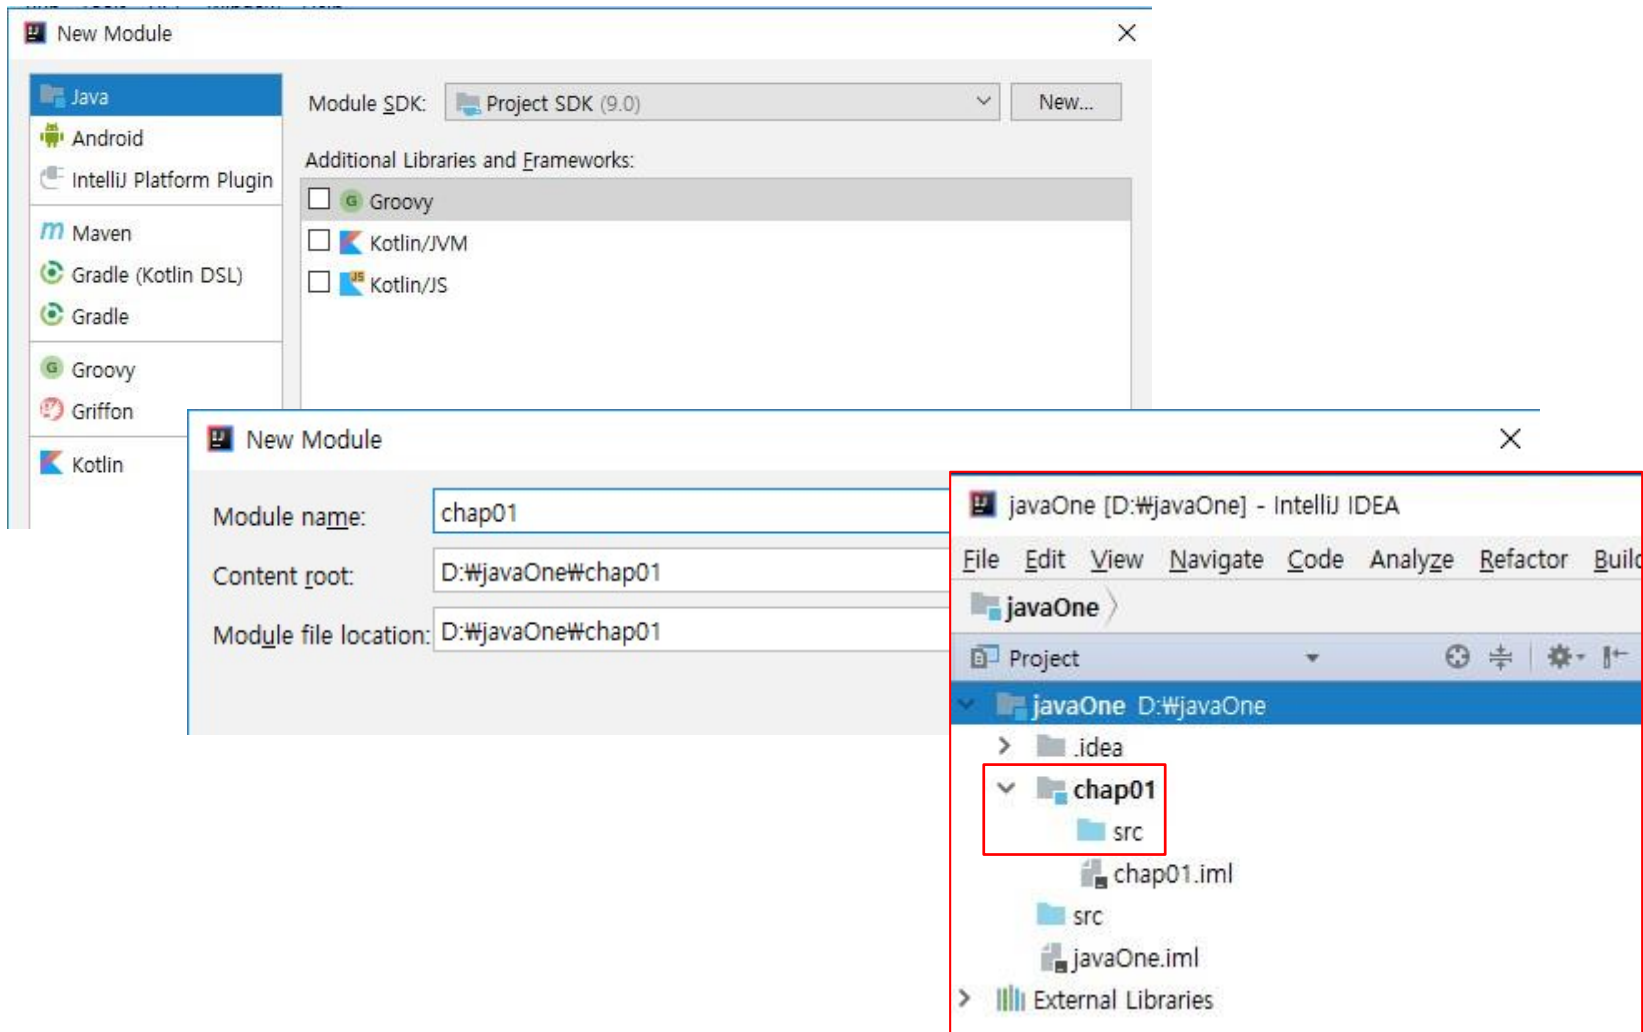 New Module
Java
Android
IntelliJ Platform Plugin
Maven
Gradle (Kotlin DSL)
Gradle
Groovy
Griffon
Kotlin
Module SDK: Project SDK (9.0) New...
Additional Libraries and Frameworks:
Groovy
Kotlin/JVM
Kotlin/JS
New Module
Module name: chap01
Content root: D:₩javaOne₩chap01
Module file location: D:₩javaOne₩chap01
javaOne [D:₩javaOne] - IntelliJ IDEA
File Edit View Navigate Code Analyze Refactor
javaOne
Project
javaOne D:₩javaOne
.idea
chap01
src
chap01.iml
src
javaOne.iml
External Libraries